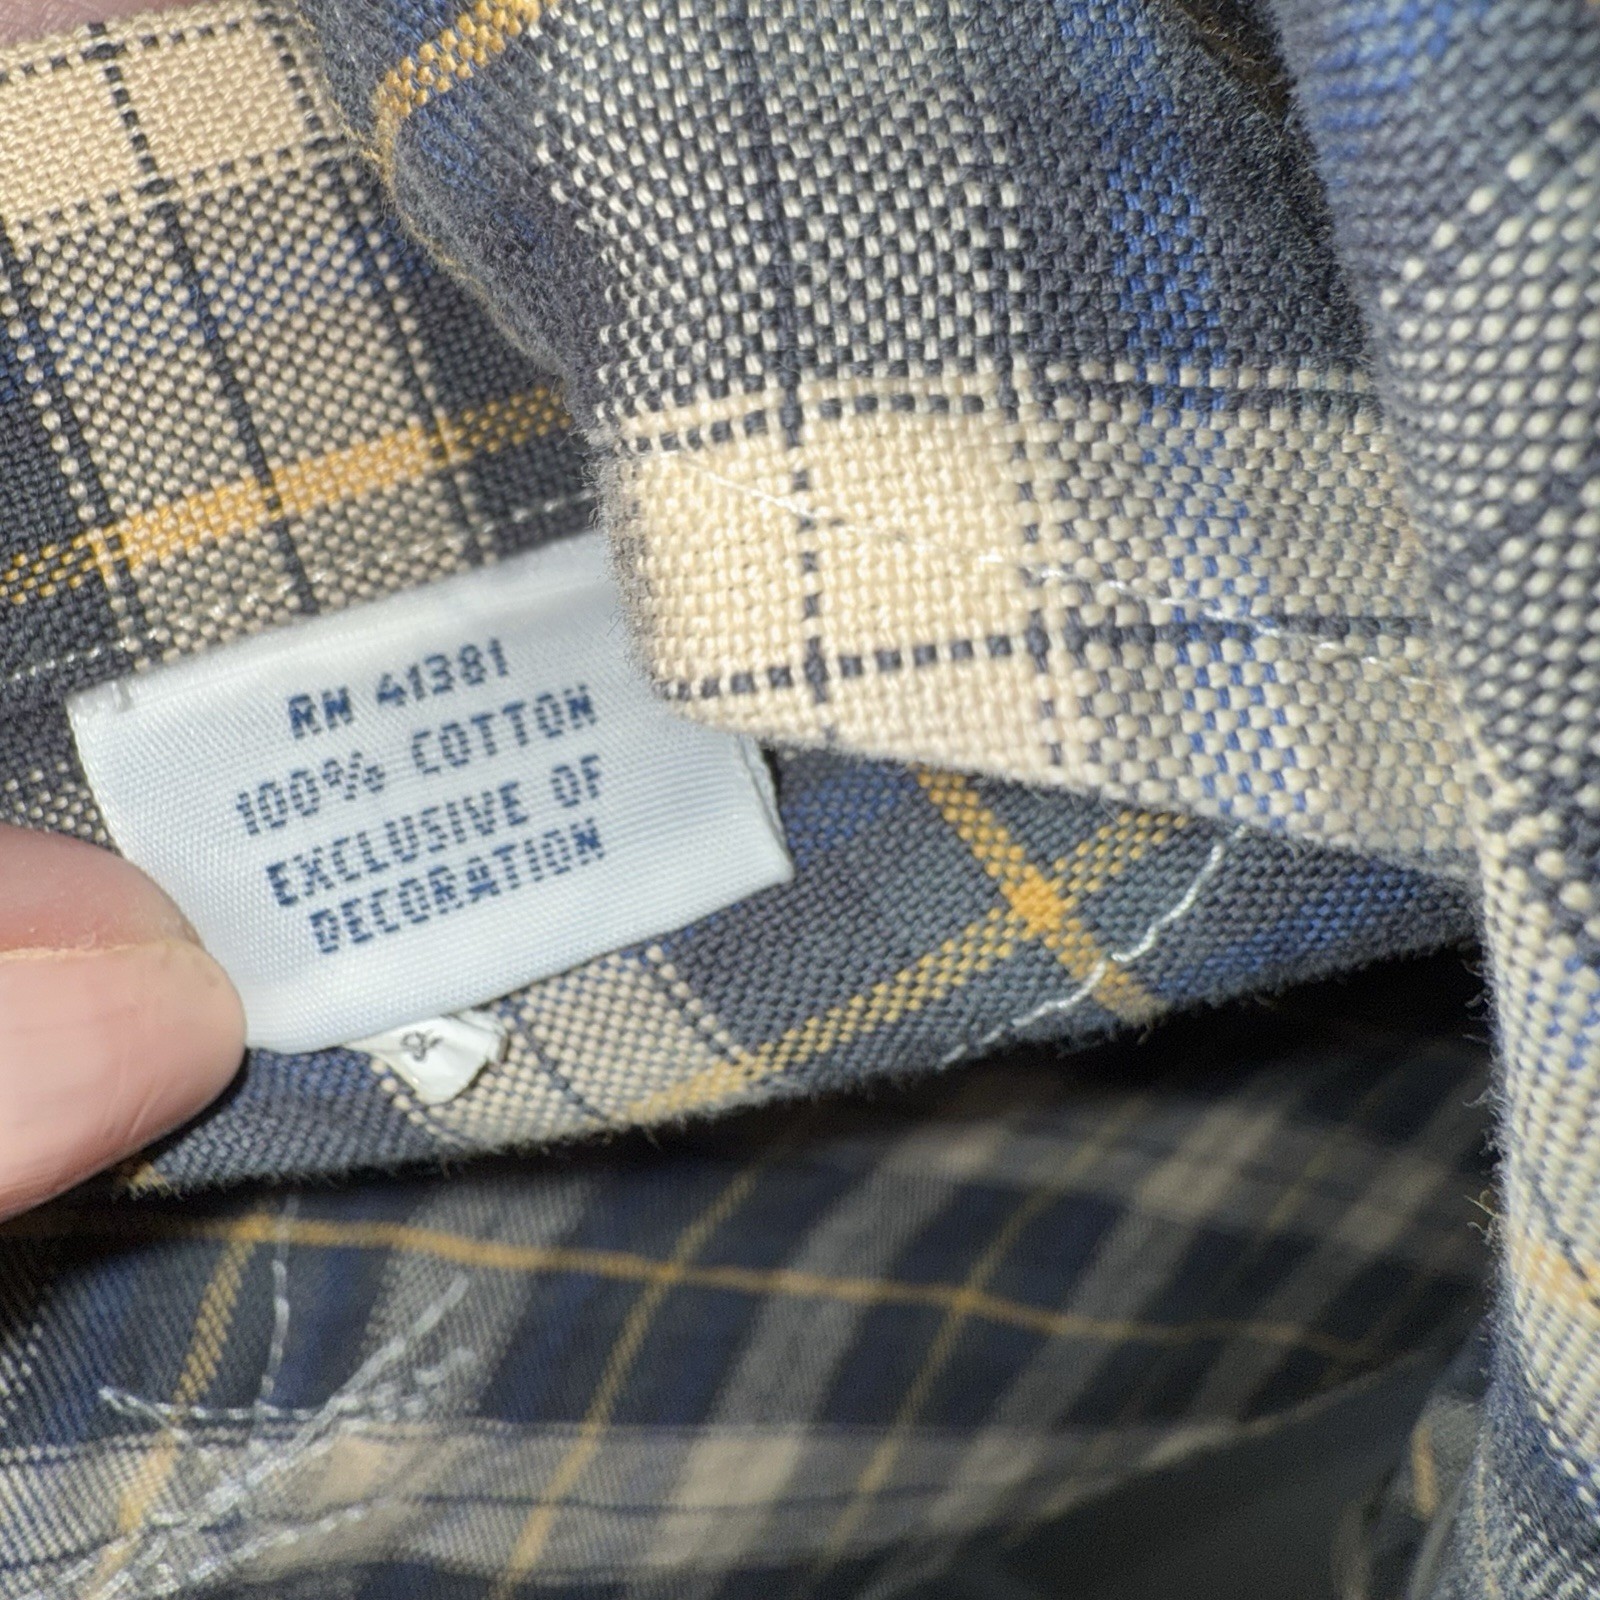 RN 41381
100% COTTON
EXCLUSIVE OF
DECORATION